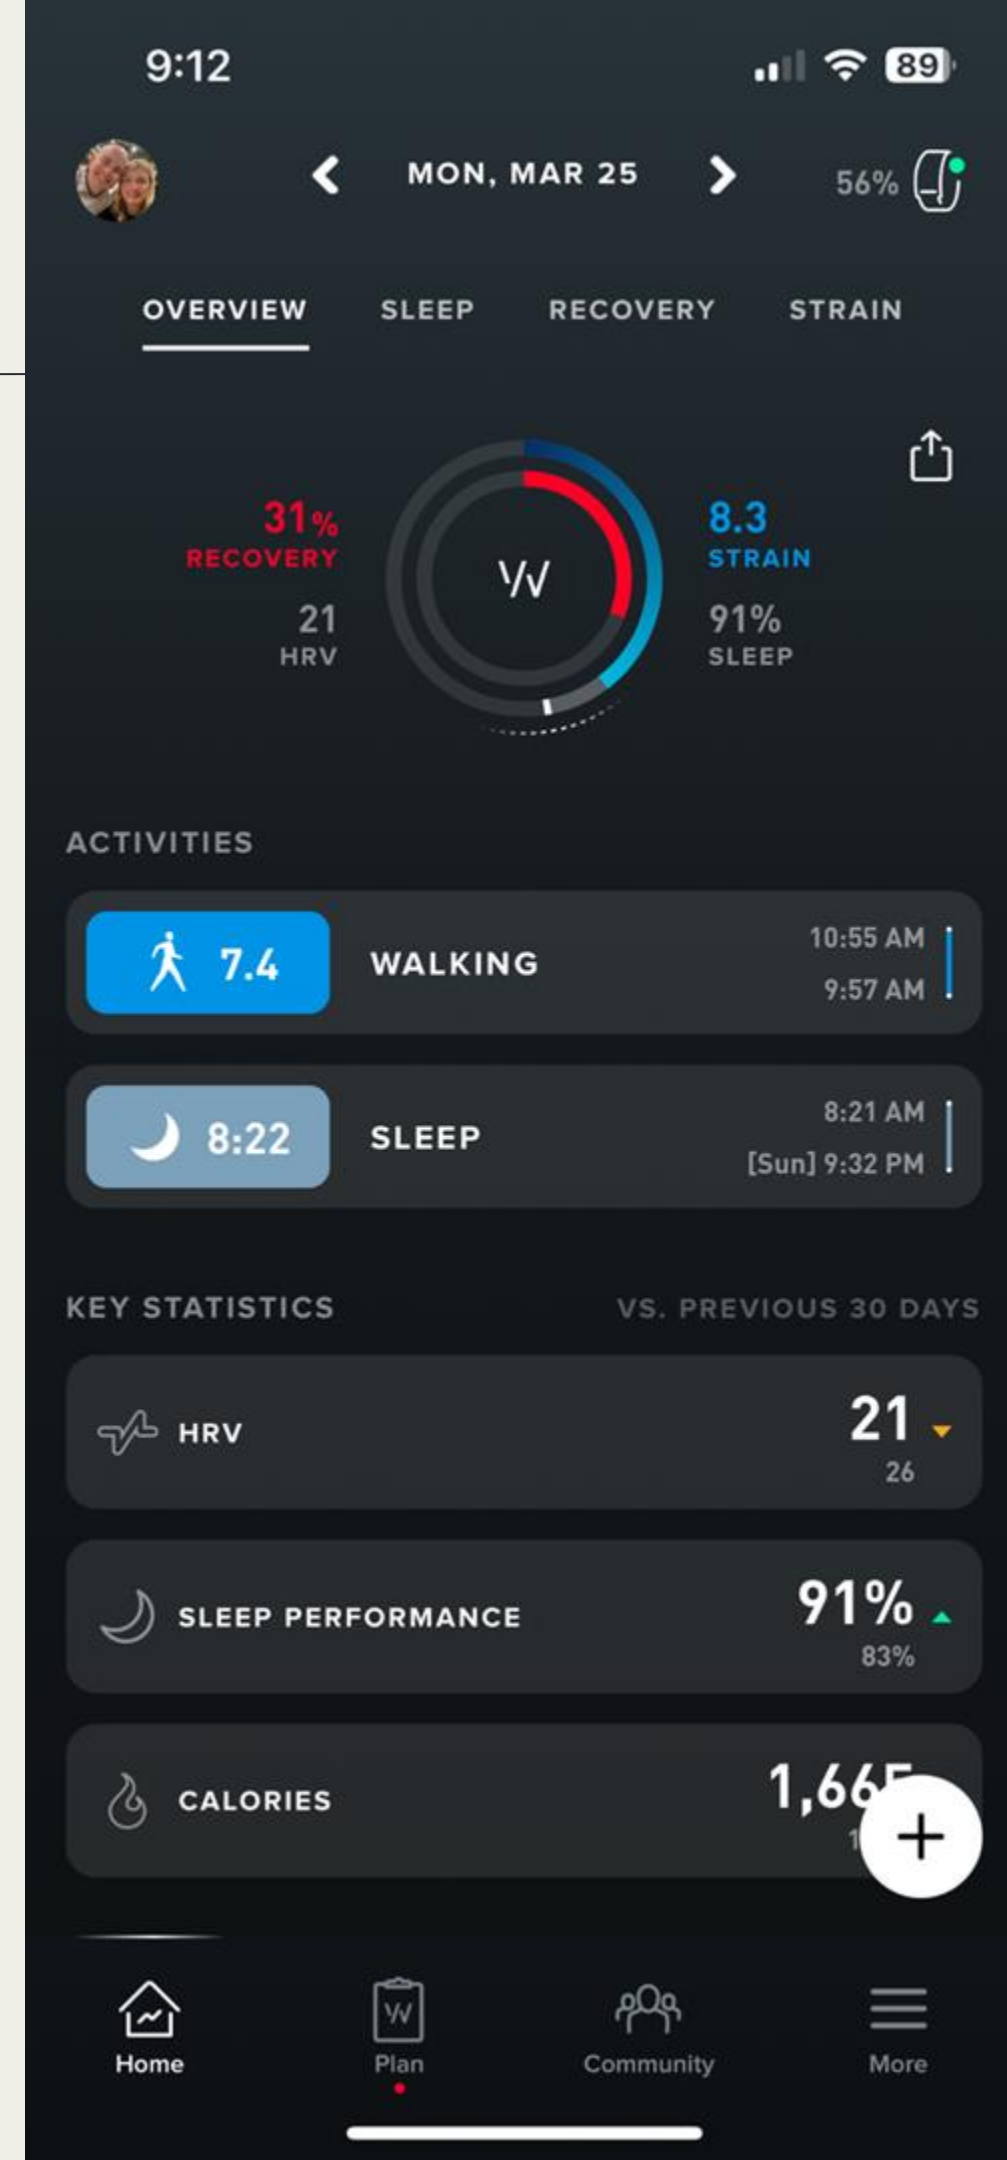 9:12
89
MON, MAR 25
56%
OVERVIEW SLEEP RECOVERY STRAIN
31%
RECOVERY
21
HRV
8.3
STRAIN
91%
SLEEP
ACTIVITIES
7.4 WALKING 10:55 AM
9:57 AM
8:22 SLEEP 8:21 AM
[Sun] 9:32 PM
KEY STATISTICS VS. PREVIOUS 30 DAYS
HRV 21
26
SLEEP PERFORMANCE 91%
83%
CALORIES
Home Plan Community More